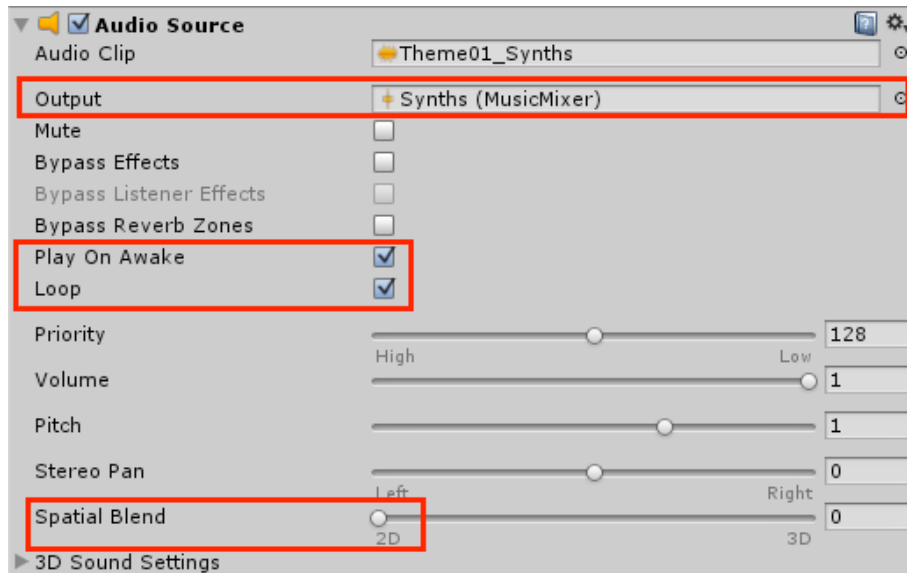 Audio Source
Audio Clip Theme01_Synths
Output Synths (MusicMixer)
Mute
Bypass Effects
Bypass Listener Effects
Bypass Reverb Zones
Play On Awake
Loop
Priority 128
High Low
Volume 1
Pitch 1
Stereo Pan 0
Left Right
Spatial Blend 0
2D 3D
3D Sound Settings